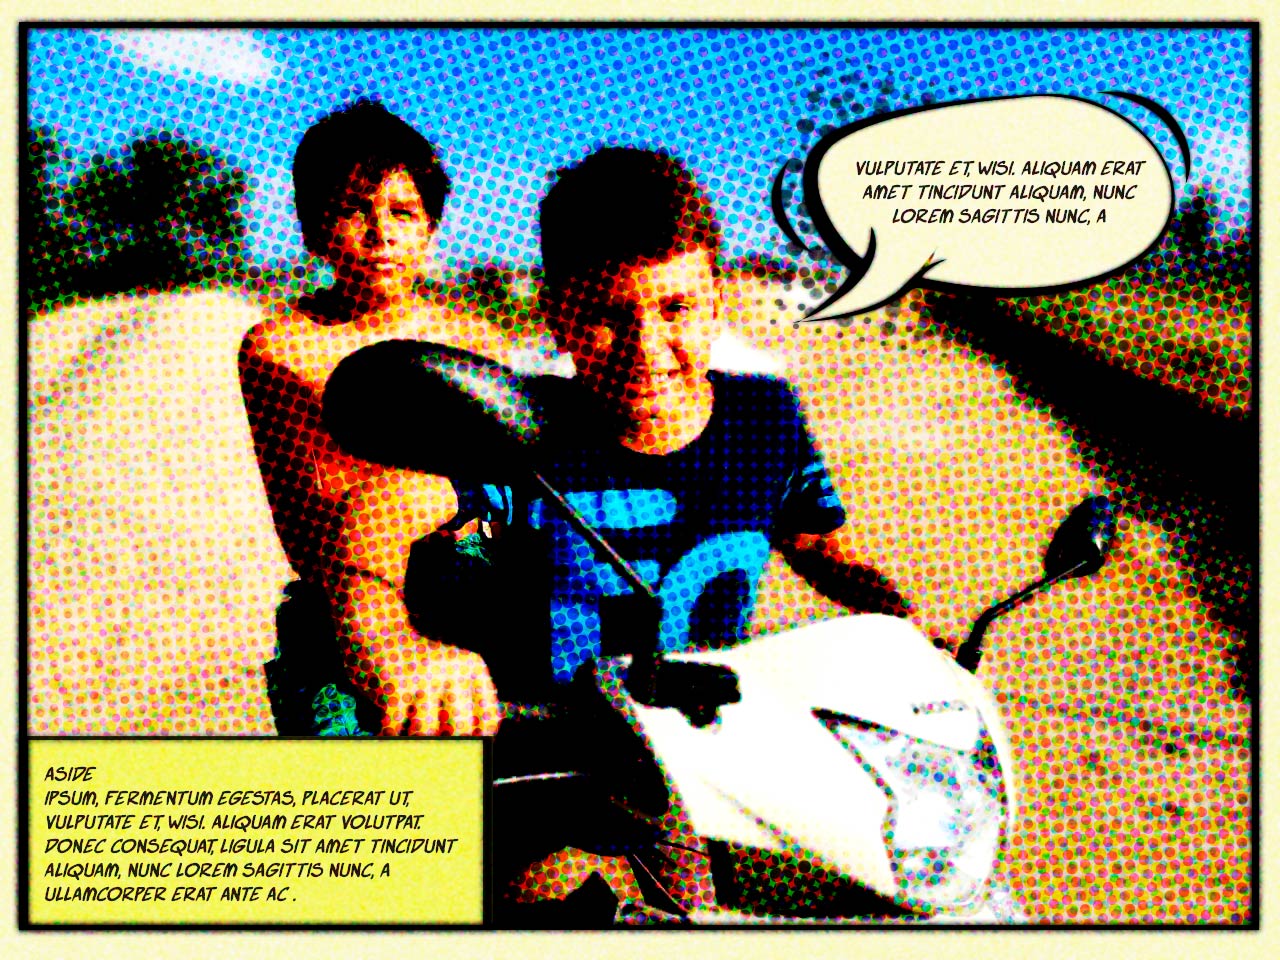 VULPUTATE ET, WISI. ALIQUAM ERAT
AMET TINCIDUNT ALIQUAM, NUNC
LOREM SAGITTIS NUNC, A
ASIDE
IPSUM, FERMENTUM EGESTAS, PLACERAT UT,
VULPUTATE ET, WISI. ALIQUAM ERAT VOLUTPAT.
DONEC CONSEQUAT, LIGULA SIT AMET TINCIDUNT
ALIQUAM, NUNC LOREM SAGITTIS NUNC, A
ULLAMCORPER ERAT ANTE AC .